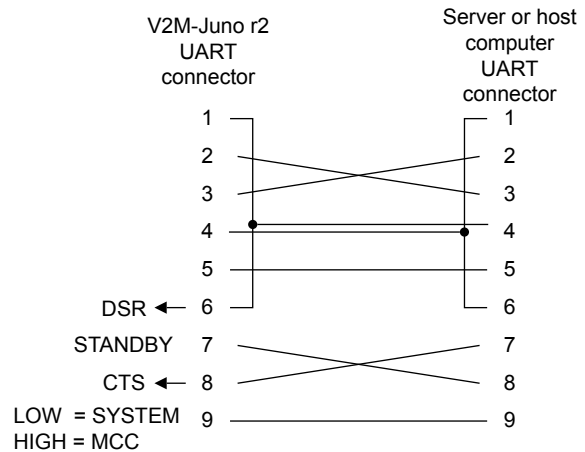 V2M-Juno r2
UART
connector
Server or host
computer
UART
connector
1 1
2 2
3 3
4 4
5 5
DSR 6 6
STANDBY 7 7
CTS 8 8
LOW = SYSTEM
HIGH = MCC
9 9